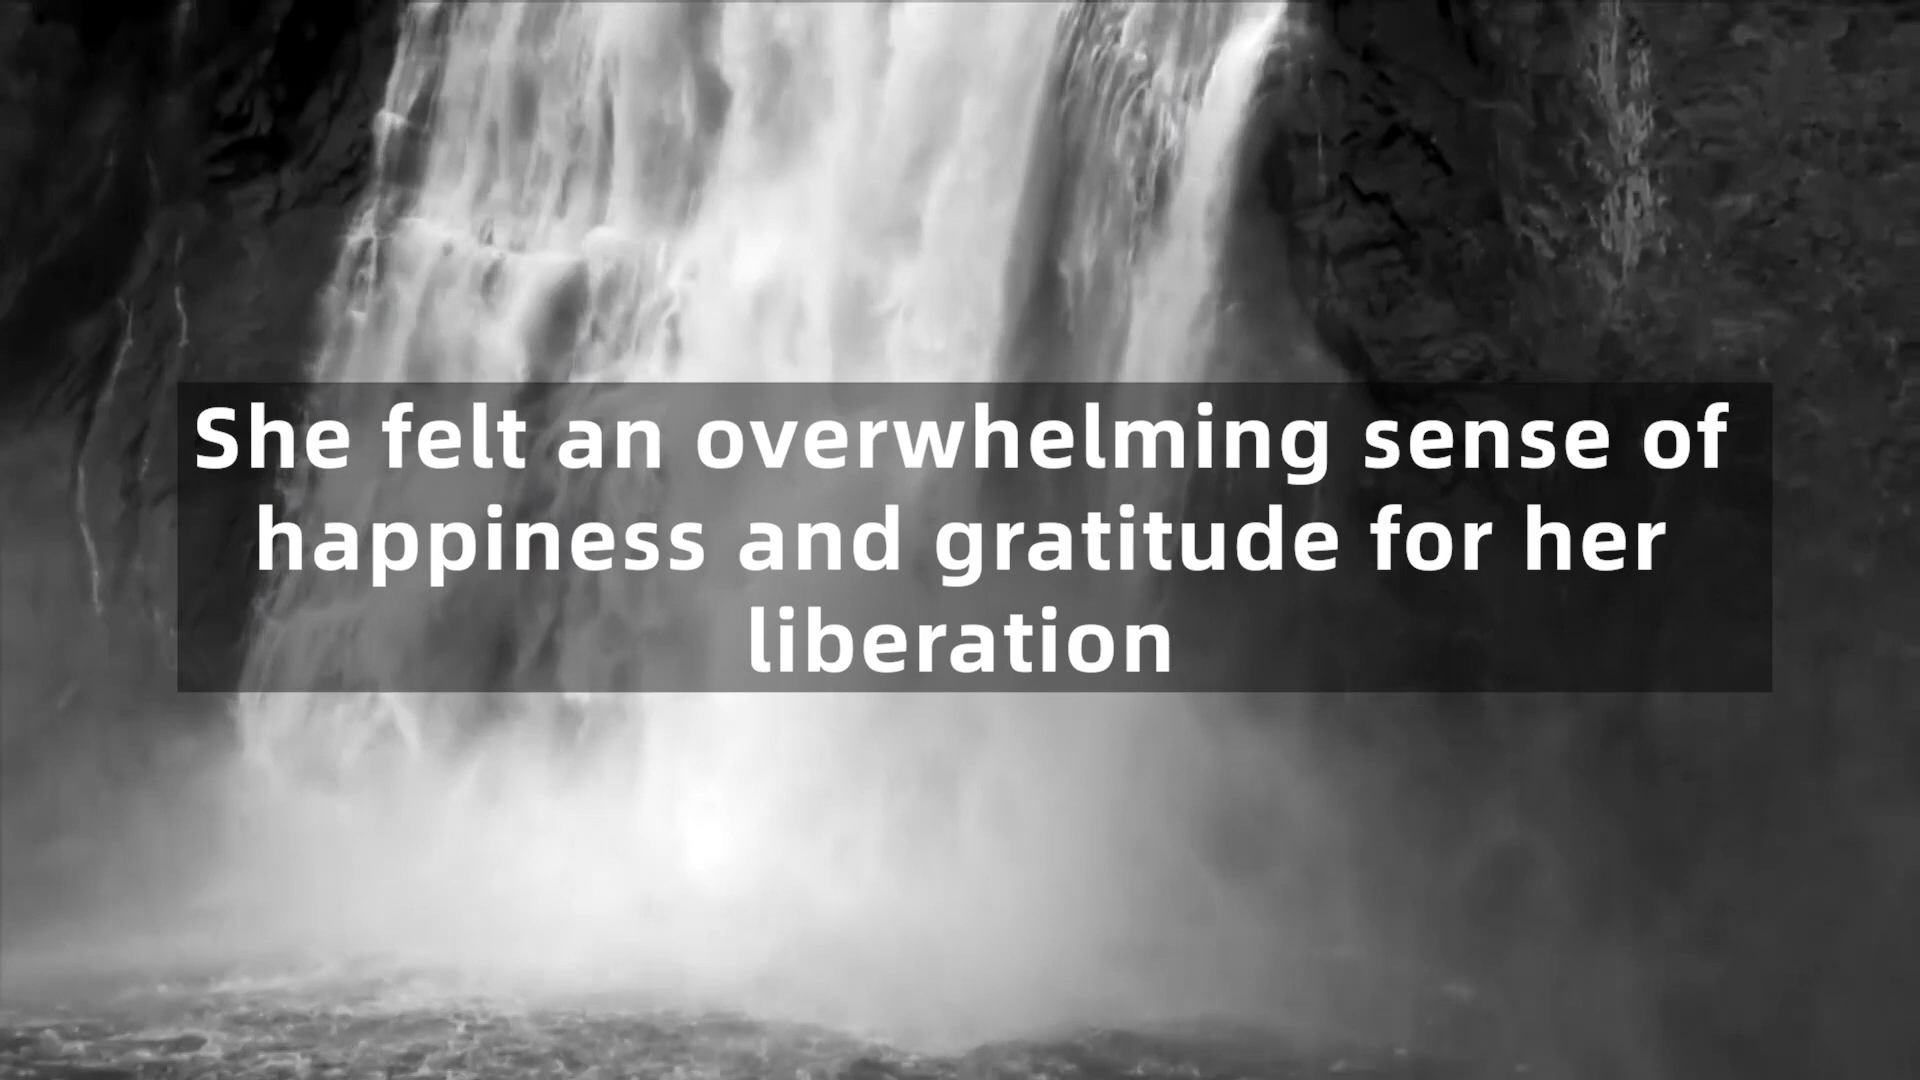 She felt an overwhelming sense of
happiness and gratitude for her
liberation